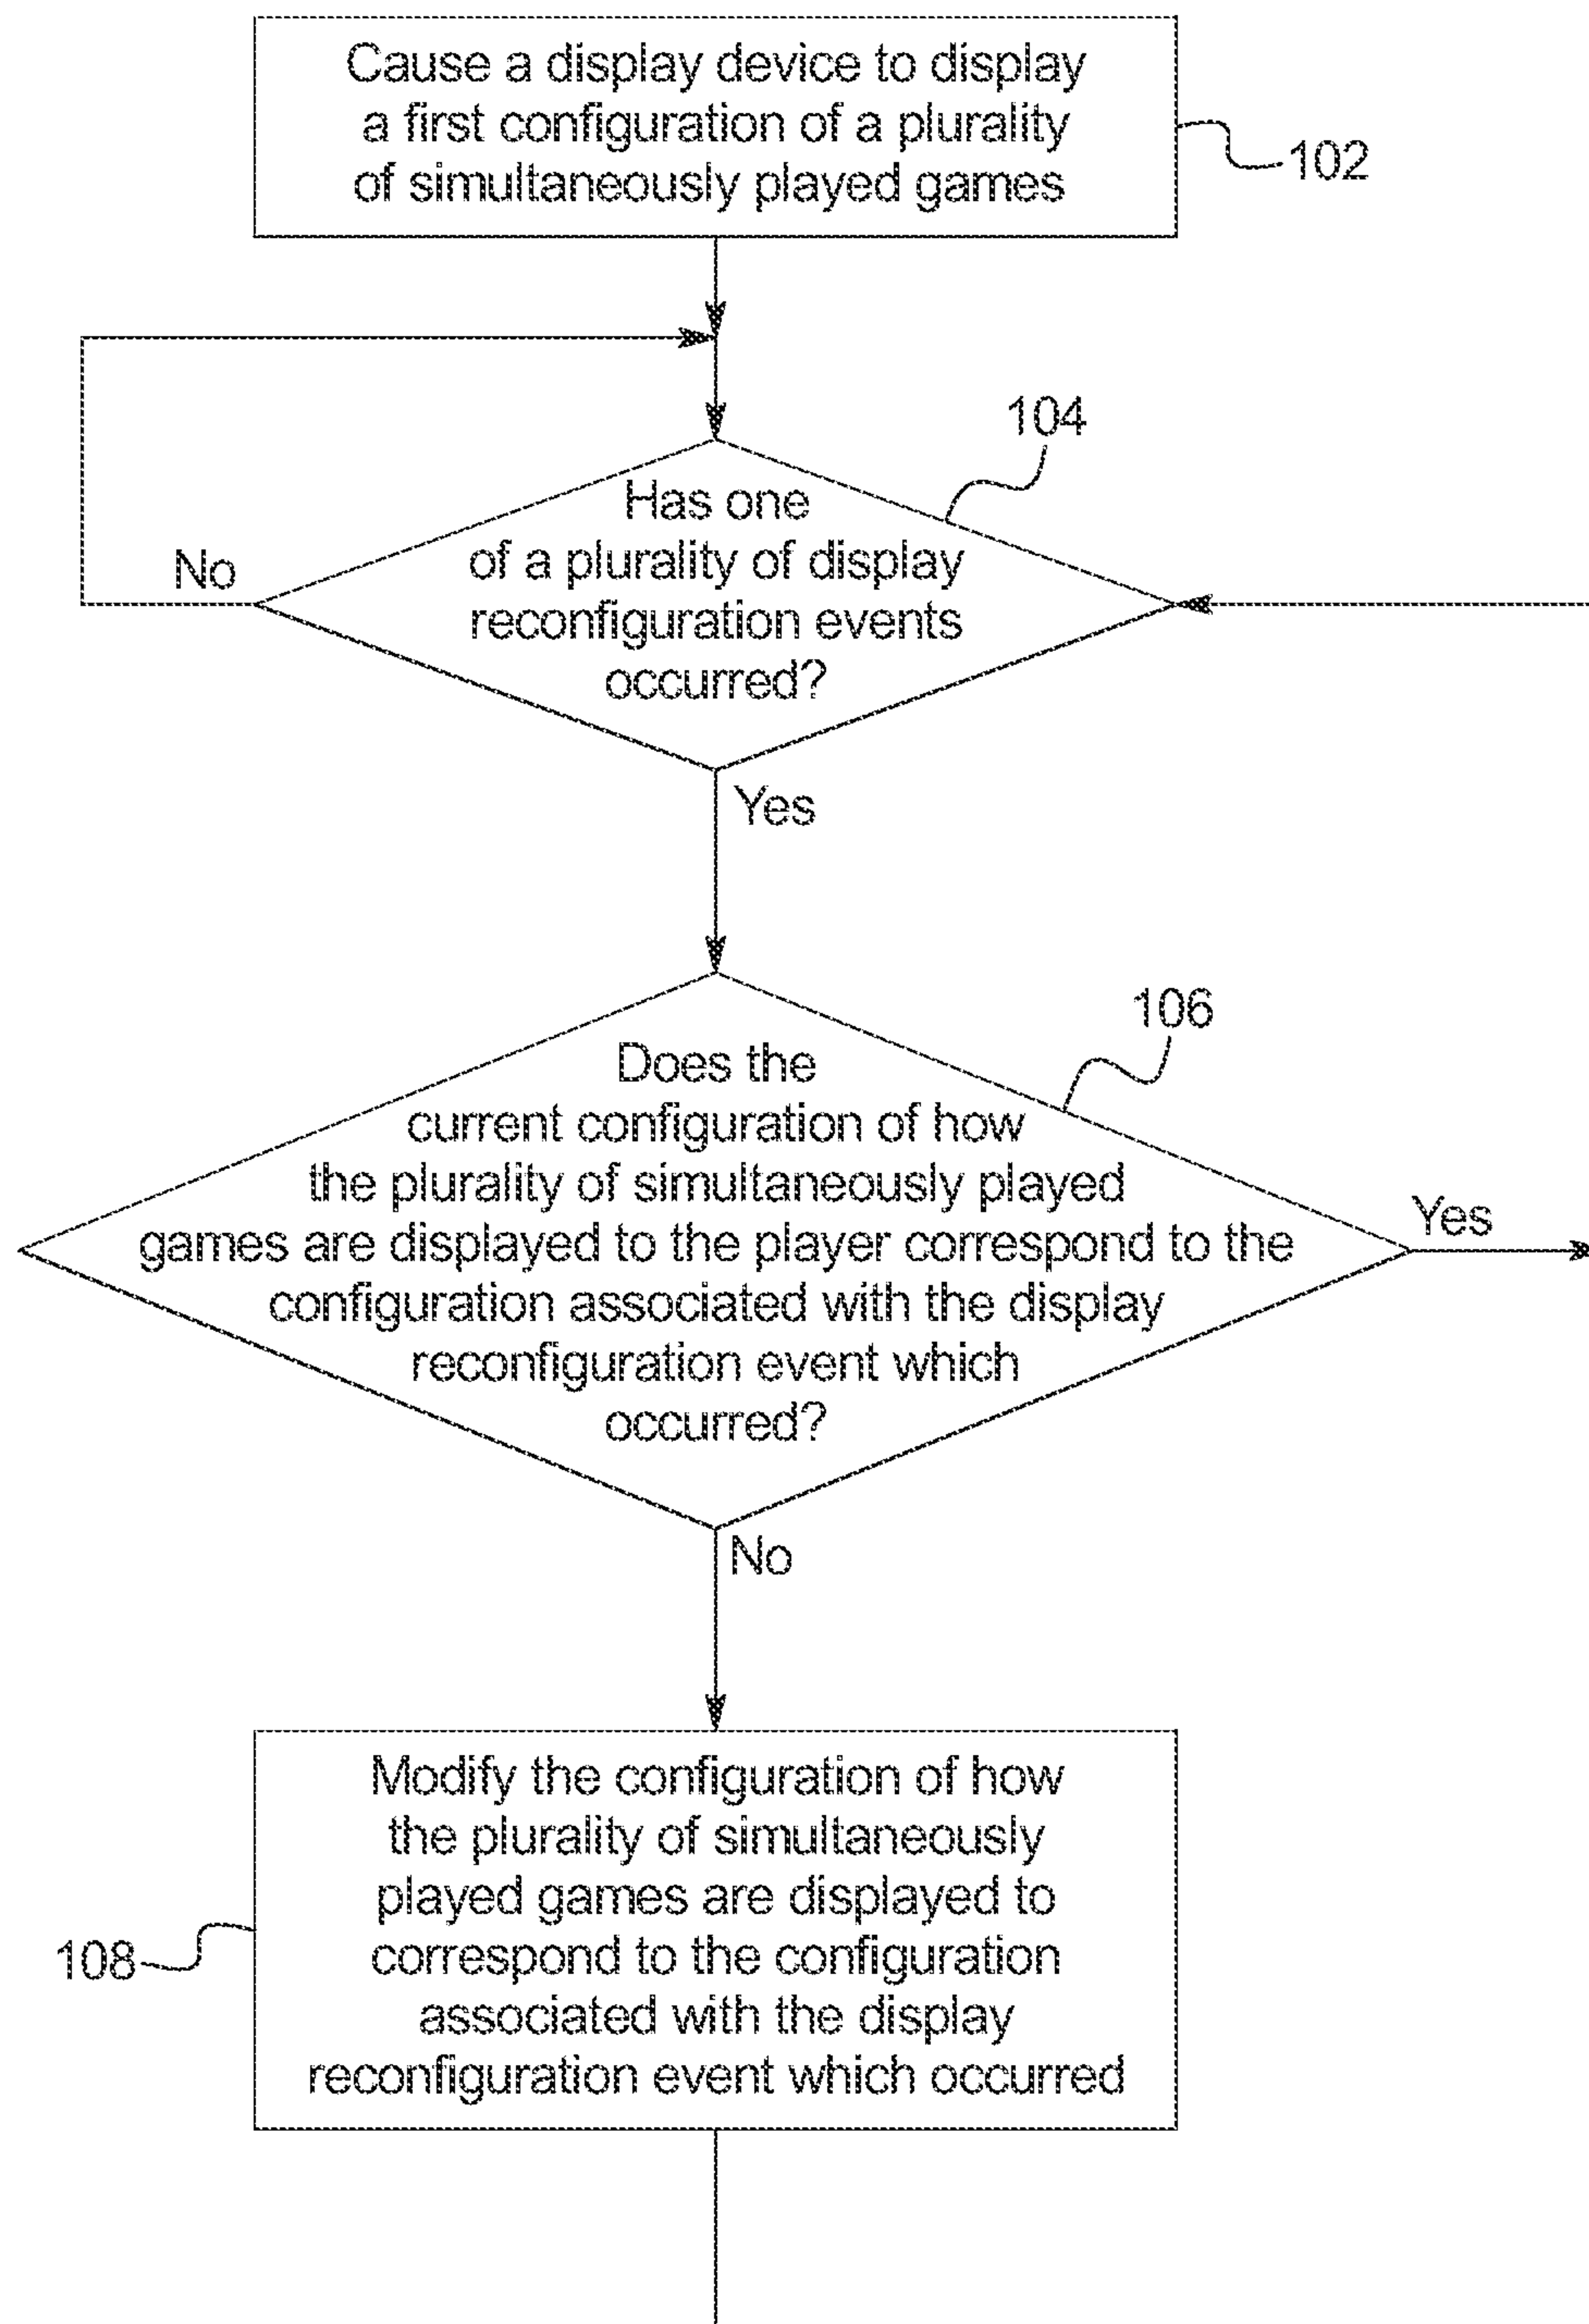 Cause a display device to display
a first configuration of a plurality
of simultaneously played games
102
104
Has one
of a plurality of display
reconfiguration events
occurred?
No
Yes
106
Does the
current configuration of how
the plurality of simultaneously played
games are displayed to the player correspond to the
configuration associated with the display
reconfiguration event which
occurred?
Yes
No
Modify the configuration of how
the plurality of simultaneously
played games are displayed to
correspond to the configuration
associated with the display
reconfiguration event which occurred
108